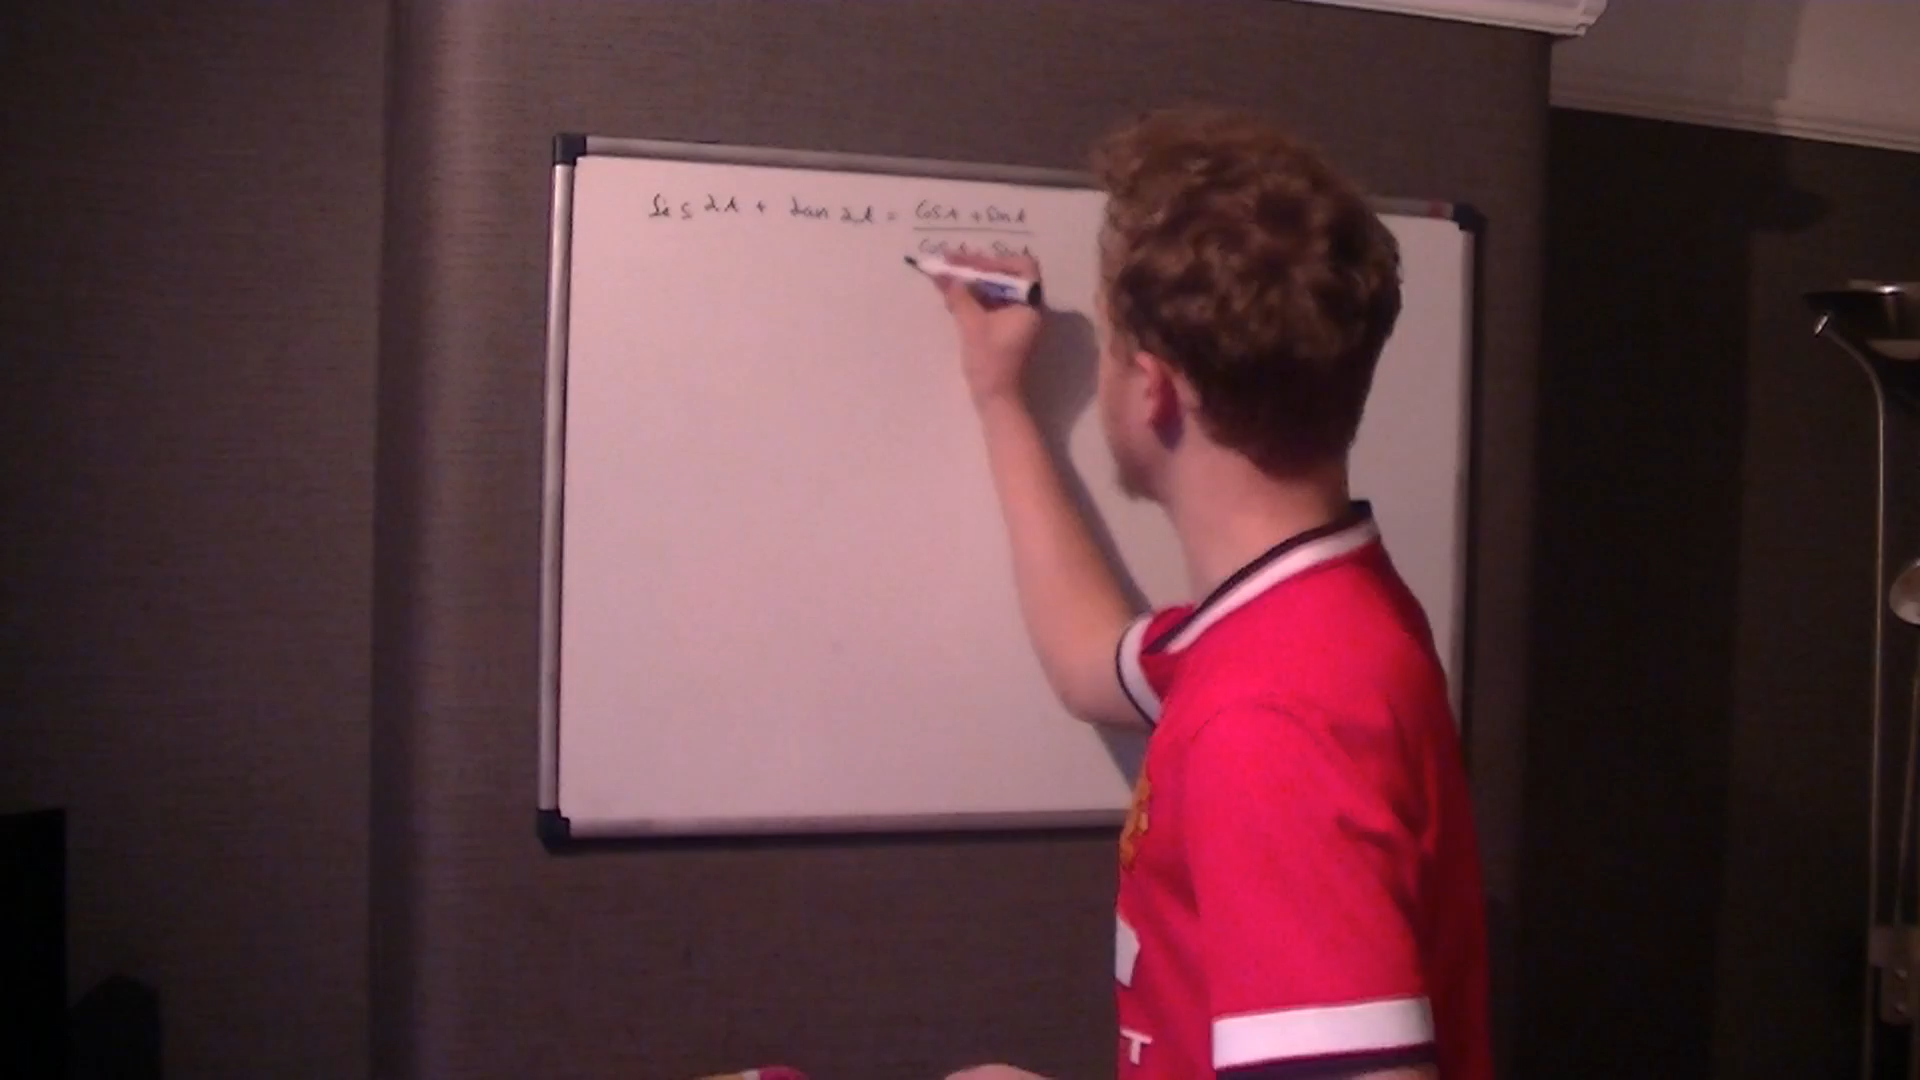 Sec 2A + tan 2A = cosA + sinA
cosA - sinA
T